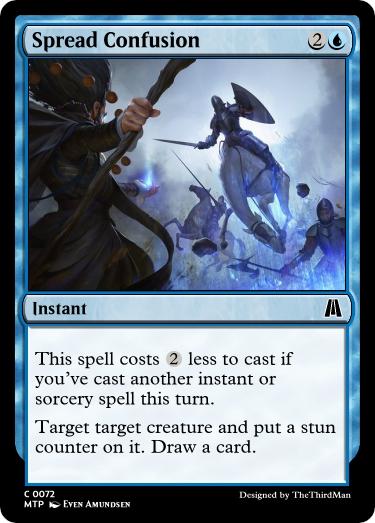 Spread Confusion 2
Instant
This spell costs 2 less to cast if
you've cast another instant or
sorcery spell this turn.
Target target creature and put a stun
counter on it. Draw a card.
C 0072
MTP Even Amundsen
Designed by TheThirdMan